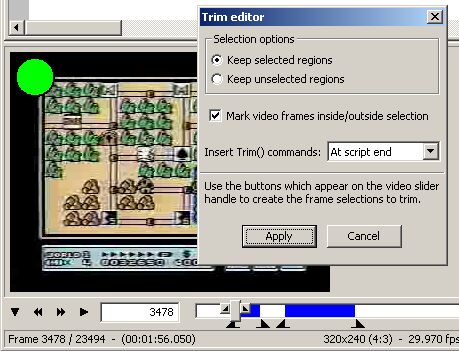 Trim editor
Selection options
Keep selected regions
Keep unselected regions
Mark video frames inside/outside selection
Insert Trim() commands: At script end
Use the buttons which appear on the video slider
handle to create the frame selections to trim.
Apply Cancel
3478
Frame 3478 / 23494 - (00:01:56.050) 320x240 (4:3) - 29.970 fps